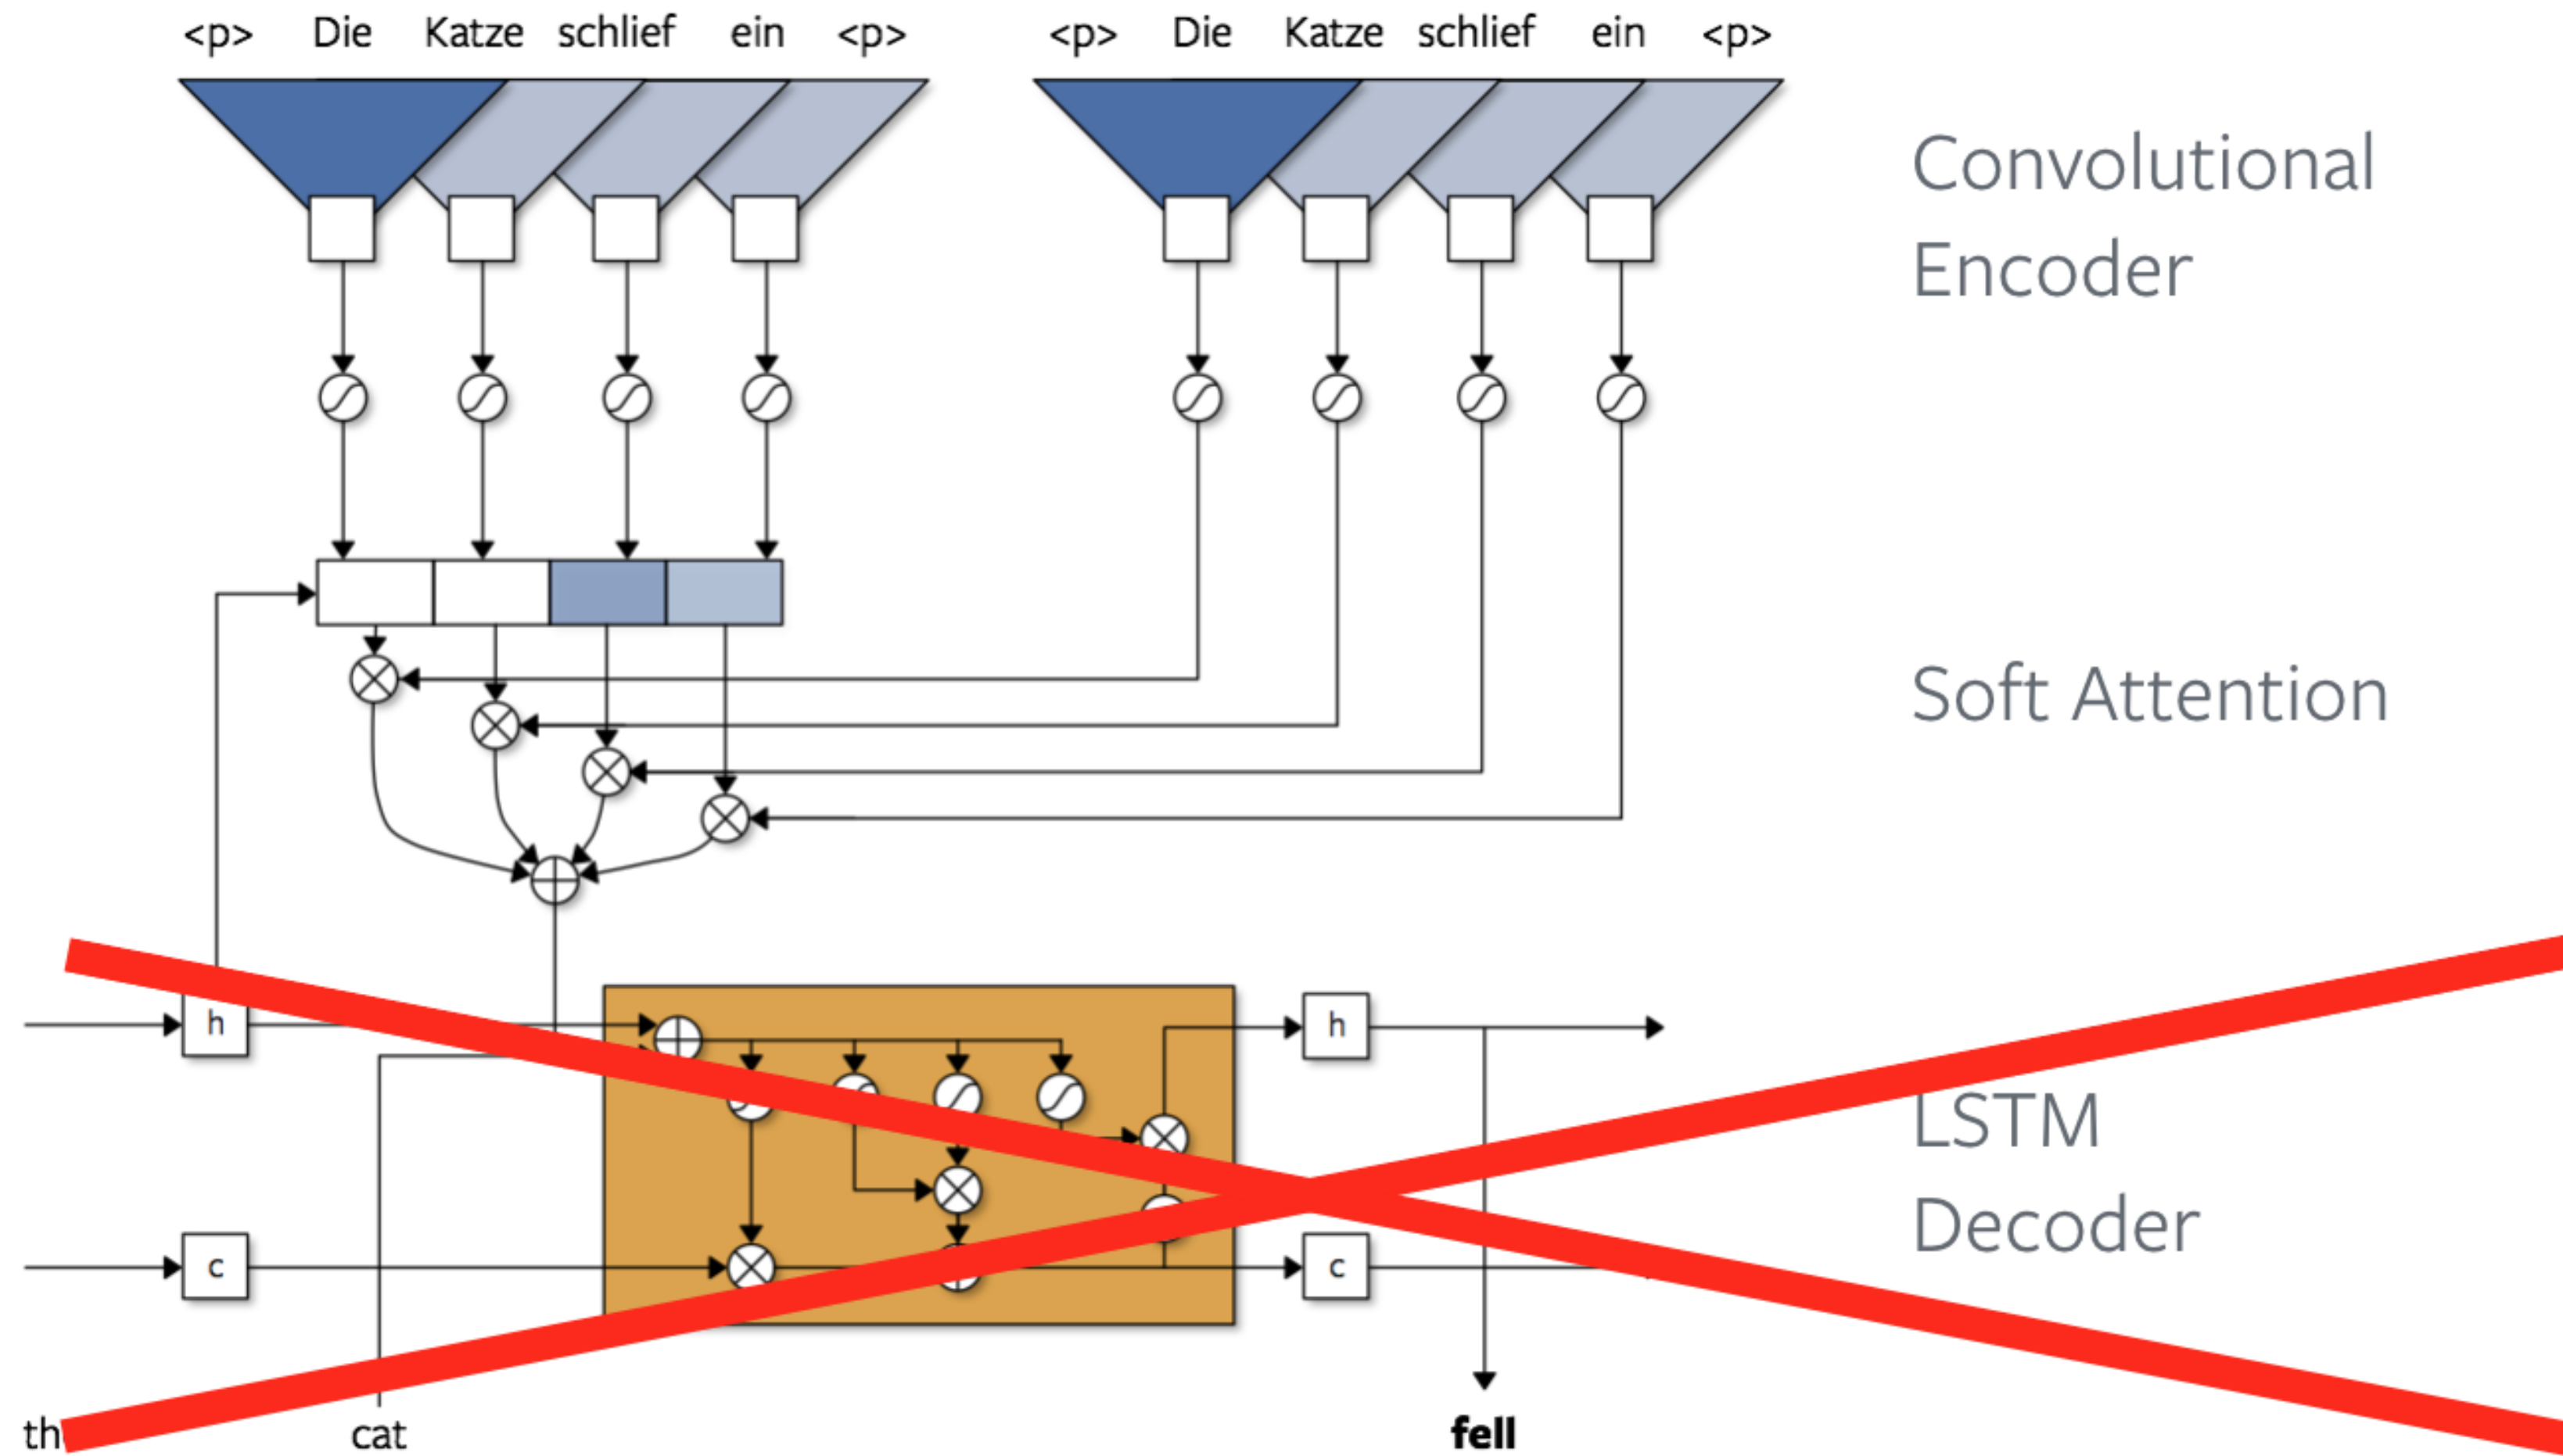 <p> Die Katze schlief ein <p>
<p> Die Katze schlief ein <p>
Convolutional
Encoder
Soft Attention
h
h
LSTM
Decoder
c
c
cat
fell